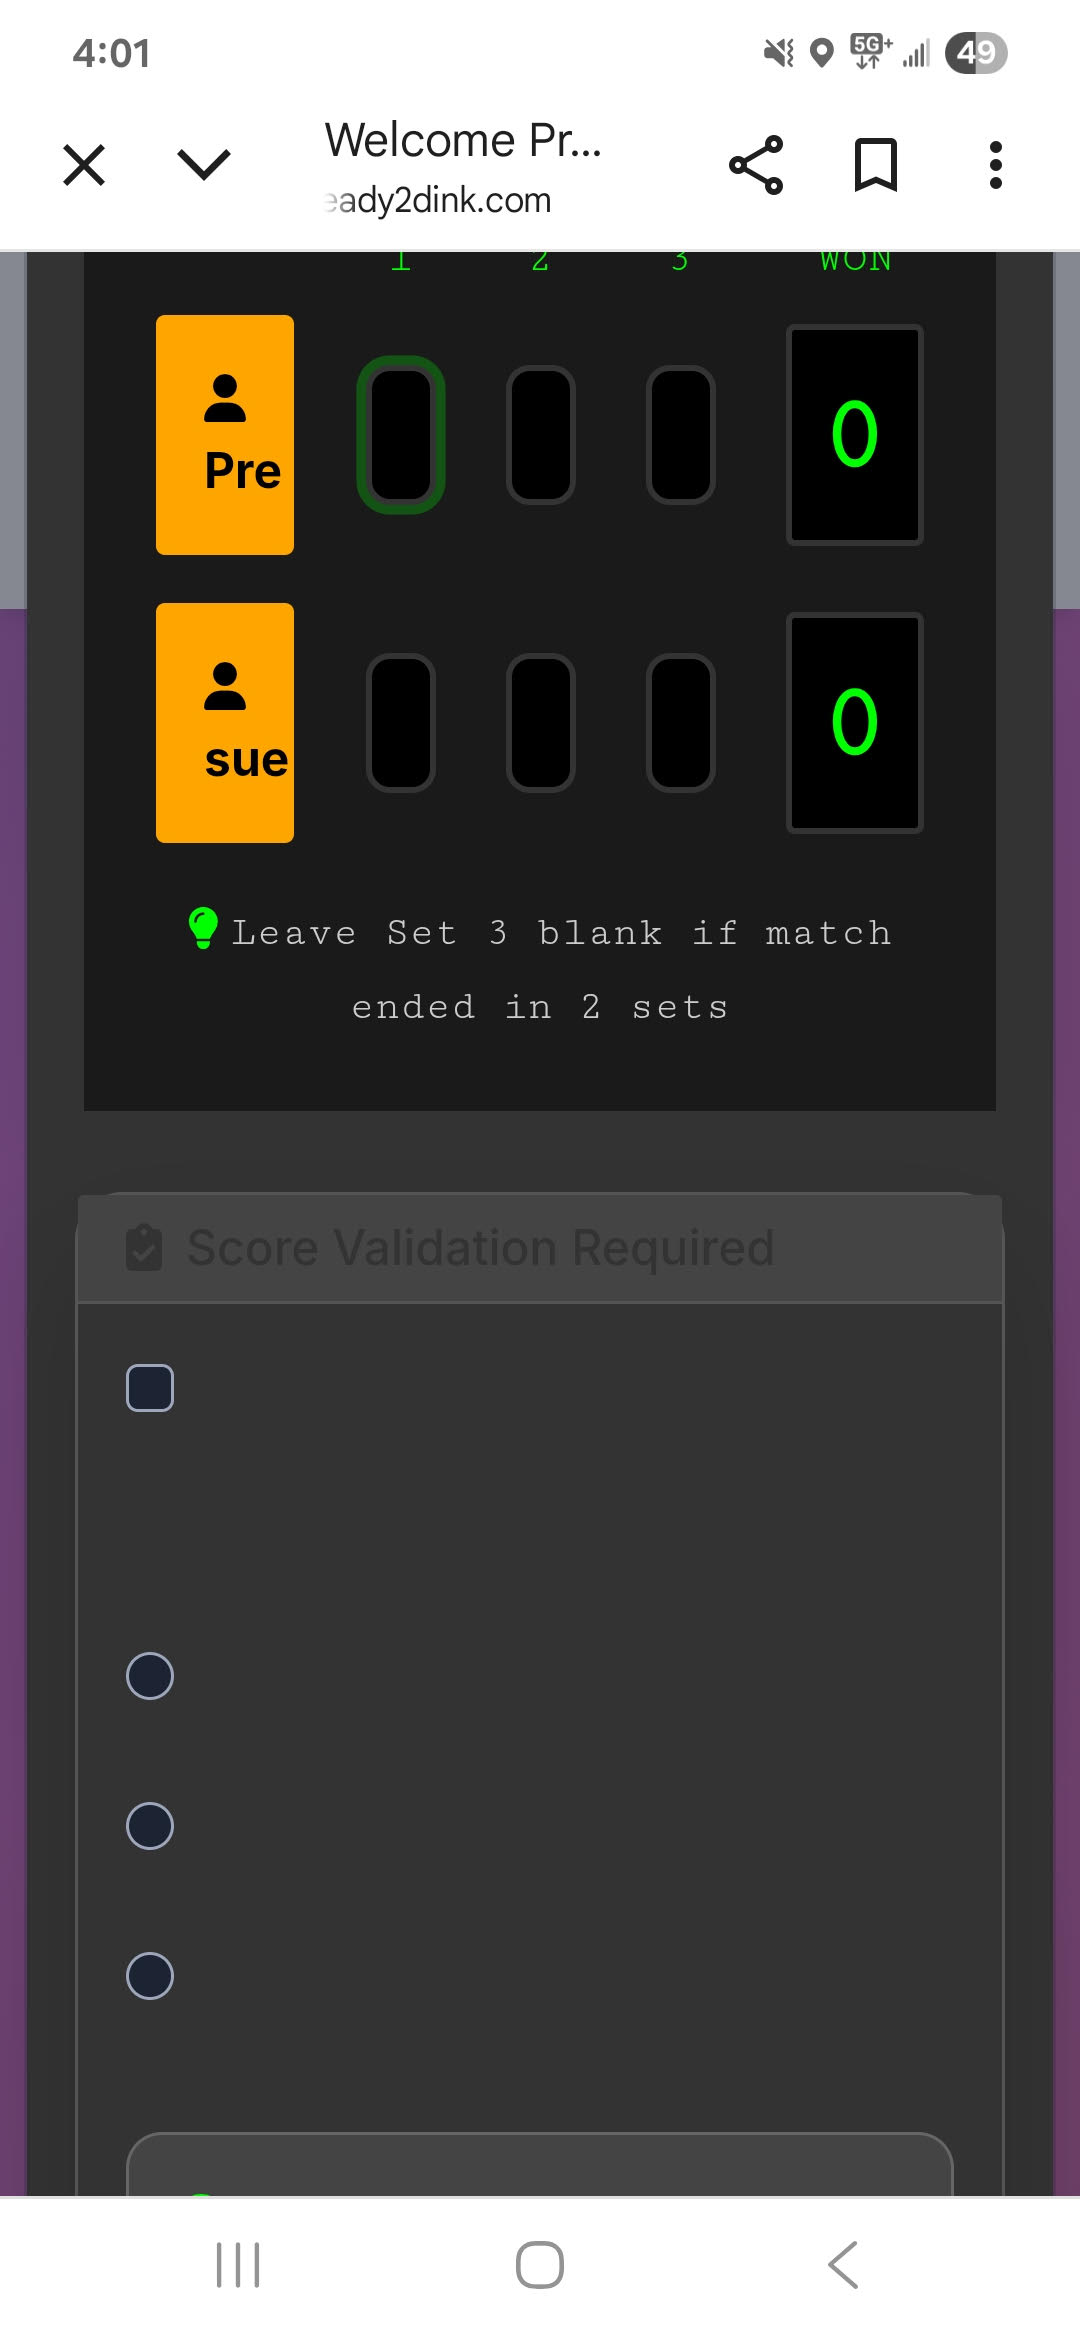 4:01
5G+
49
Welcome Pr...
eady2dink.com
1 2 3 WON
Pre
0
sue
0
Leave Set 3 blank if match
ended in 2 sets
Score Validation Required